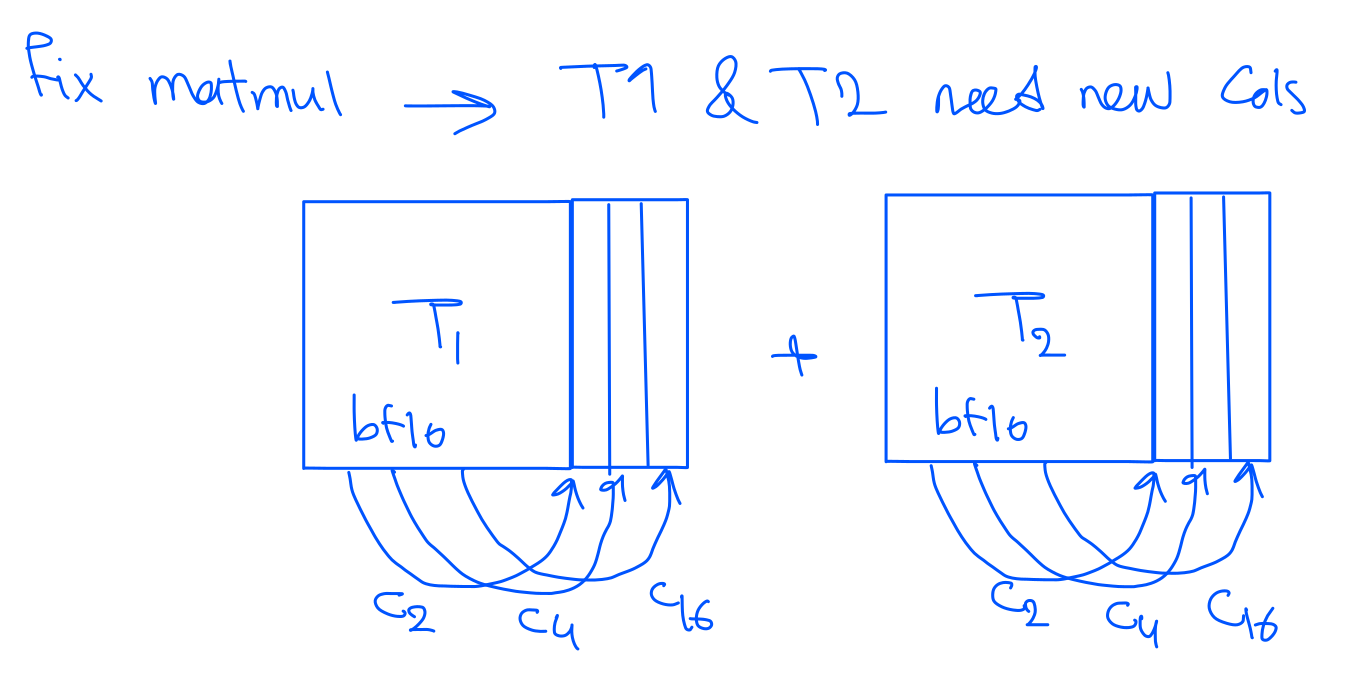 fix matmul → T1 & T2 need new Cols
T1 + T2
bf16 bf16
C2 C4 C16 C2 C4 C16